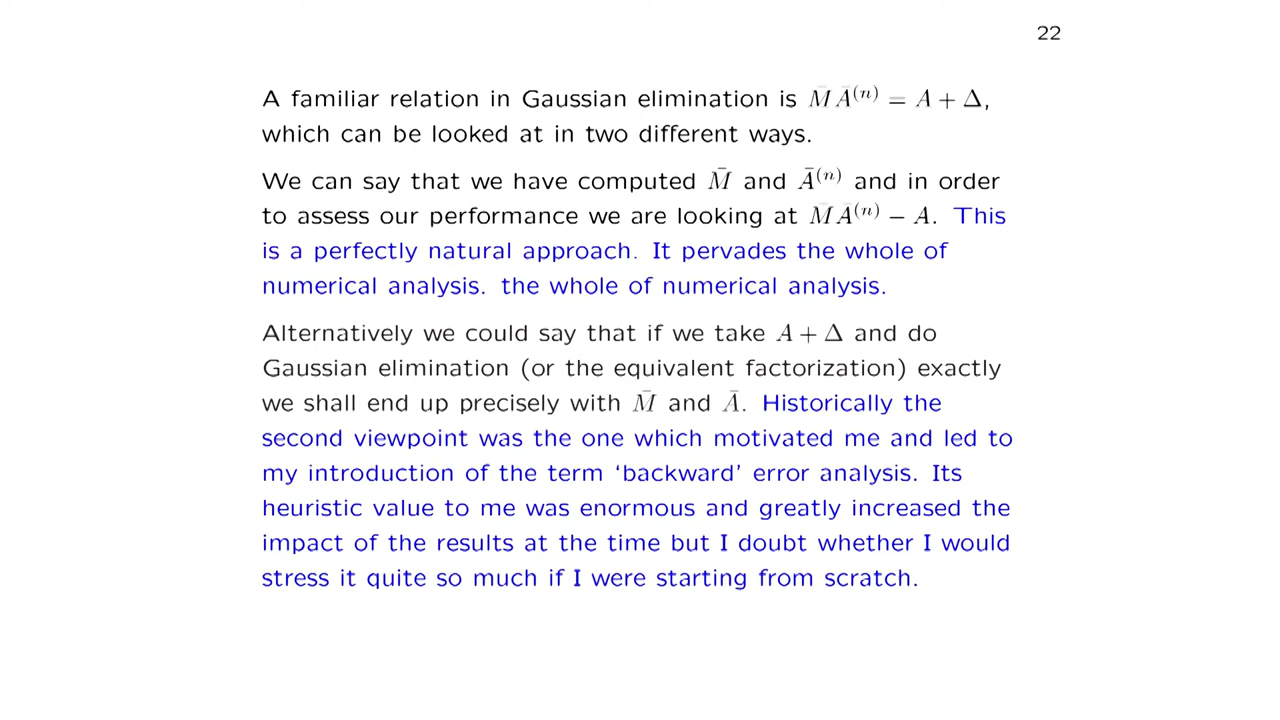 22
A familiar relation in Gaussian elimination is M̄Ā⁽ⁿ⁾ = A + Δ,
which can be looked at in two different ways.
We can say that we have computed M̄ and Ā⁽ⁿ⁾ and in order
to assess our performance we are looking at M̄Ā⁽ⁿ⁾ − A. This
is a perfectly natural approach. It pervades the whole of
numerical analysis. the whole of numerical analysis.
Alternatively we could say that if we take A + Δ and do
Gaussian elimination (or the equivalent factorization) exactly
we shall end up precisely with M̄ and Ā. Historically the
second viewpoint was the one which motivated me and led to
my introduction of the term ‘backward’ error analysis. Its
heuristic value to me was enormous and greatly increased the
impact of the results at the time but I doubt whether I would
stress it quite so much if I were starting from scratch.